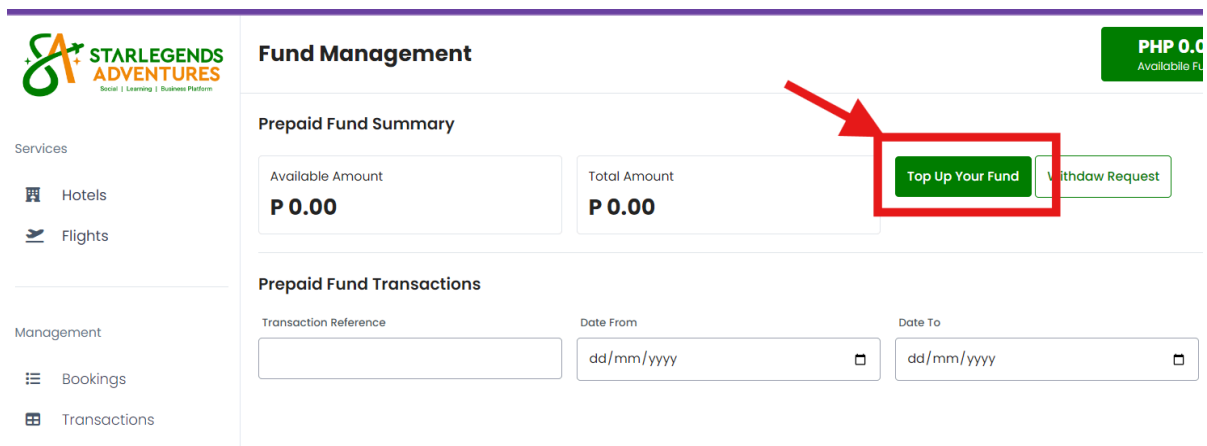 STARLEGENDS
ADVENTURES
Social | Learning | Business Platform
Services
Hotels
Flights
Management
Bookings
Transactions
Fund Management
PHP 0.0
Available Fu
Prepaid Fund Summary
Available Amount
P 0.00
Total Amount
P 0.00
Top Up Your Fund
Withdaw Request
Prepaid Fund Transactions
Transaction Reference
Date From
Date To
dd/mm/yyyy
dd/mm/yyyy